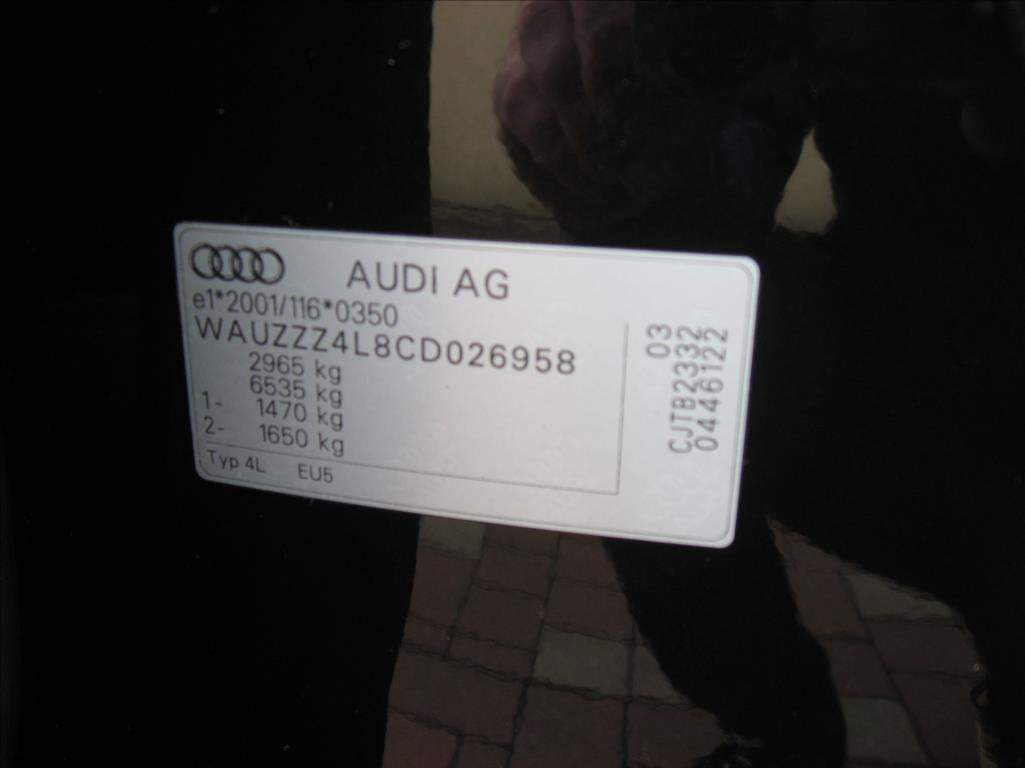 AUDI AG
e1*2001/116*0350
WAUZZZ4L8CD026958
2965 kg
6535 kg
1- 1470 kg
2- 1650 kg
Typ 4L EU5
03
CJTB2332
0446122